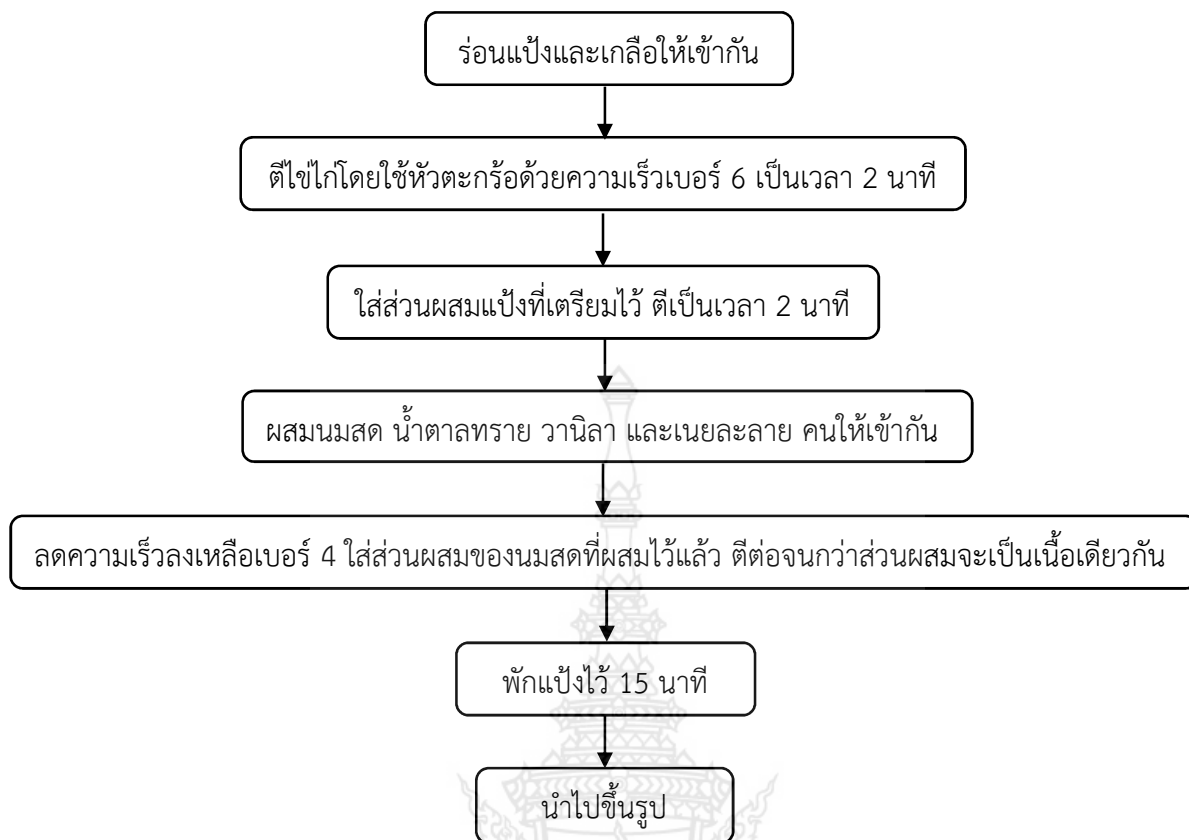 ร่อนแป้งและเกลือให้เข้ากัน
ตีไข่ไก่โดยใช้หัวตะกร้อด้วยความเร็วเบอร์ 6 เป็นเวลา 2 นาที
ใส่ส่วนผสมแป้งที่เตรียมไว้ ตีเป็นเวลา 2 นาที
ผสมนมสด น้ำตาลทราย วานิลา และเนยละลาย คนให้เข้ากัน
ลดความเร็วลงเหลือเบอร์ 4 ใส่ส่วนผสมของนมสดที่ผสมไว้แล้ว ตีต่อจนกว่าส่วนผสมจะเป็นเนื้อเดียวกัน
พักแป้งไว้ 15 นาที
นำไปขึ้นรูป